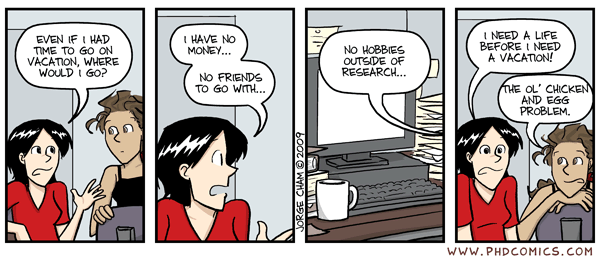 EVEN IF I HAD
TIME TO GO ON
VACATION, WHERE
WOULD I GO?
I HAVE NO
MONEY...
NO FRIENDS
TO GO WITH...
NO HOBBIES
OUTSIDE OF
RESEARCH...
JORGE CHAM © 2009
I NEED A LIFE
BEFORE I NEED
A VACATION!
THE OL' CHICKEN
AND EGG
PROBLEM.
WWW.PHDCOMICS.COM